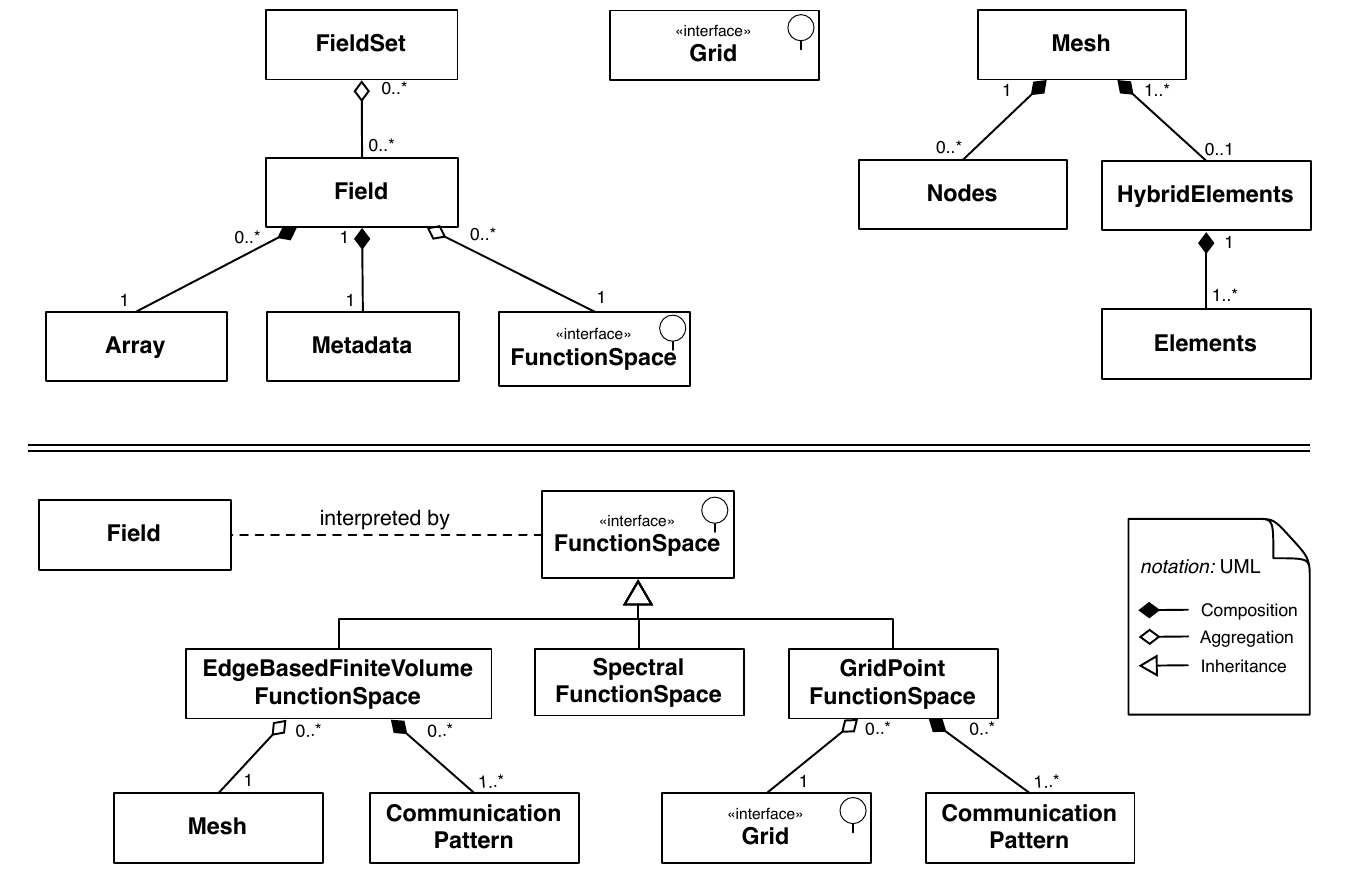 FieldSet
«interface»
Grid
Mesh
0..*
1
1..*
0..*
0..*
0..1
Field
Nodes
HybridElements
0..*
1
0..*
1
1
1
1
1..*
Array
Metadata
«interface»
FunctionSpace
Elements
Field
interpreted by
«interface»
FunctionSpace
notation: UML
Composition
Aggregation
Inheritance
EdgeBasedFiniteVolume
FunctionSpace
Spectral
FunctionSpace
GridPoint
FunctionSpace
0..*
0..*
0..*
0..*
1
1..*
1
1..*
Mesh
Communication
Pattern
«interface»
Grid
Communication
Pattern